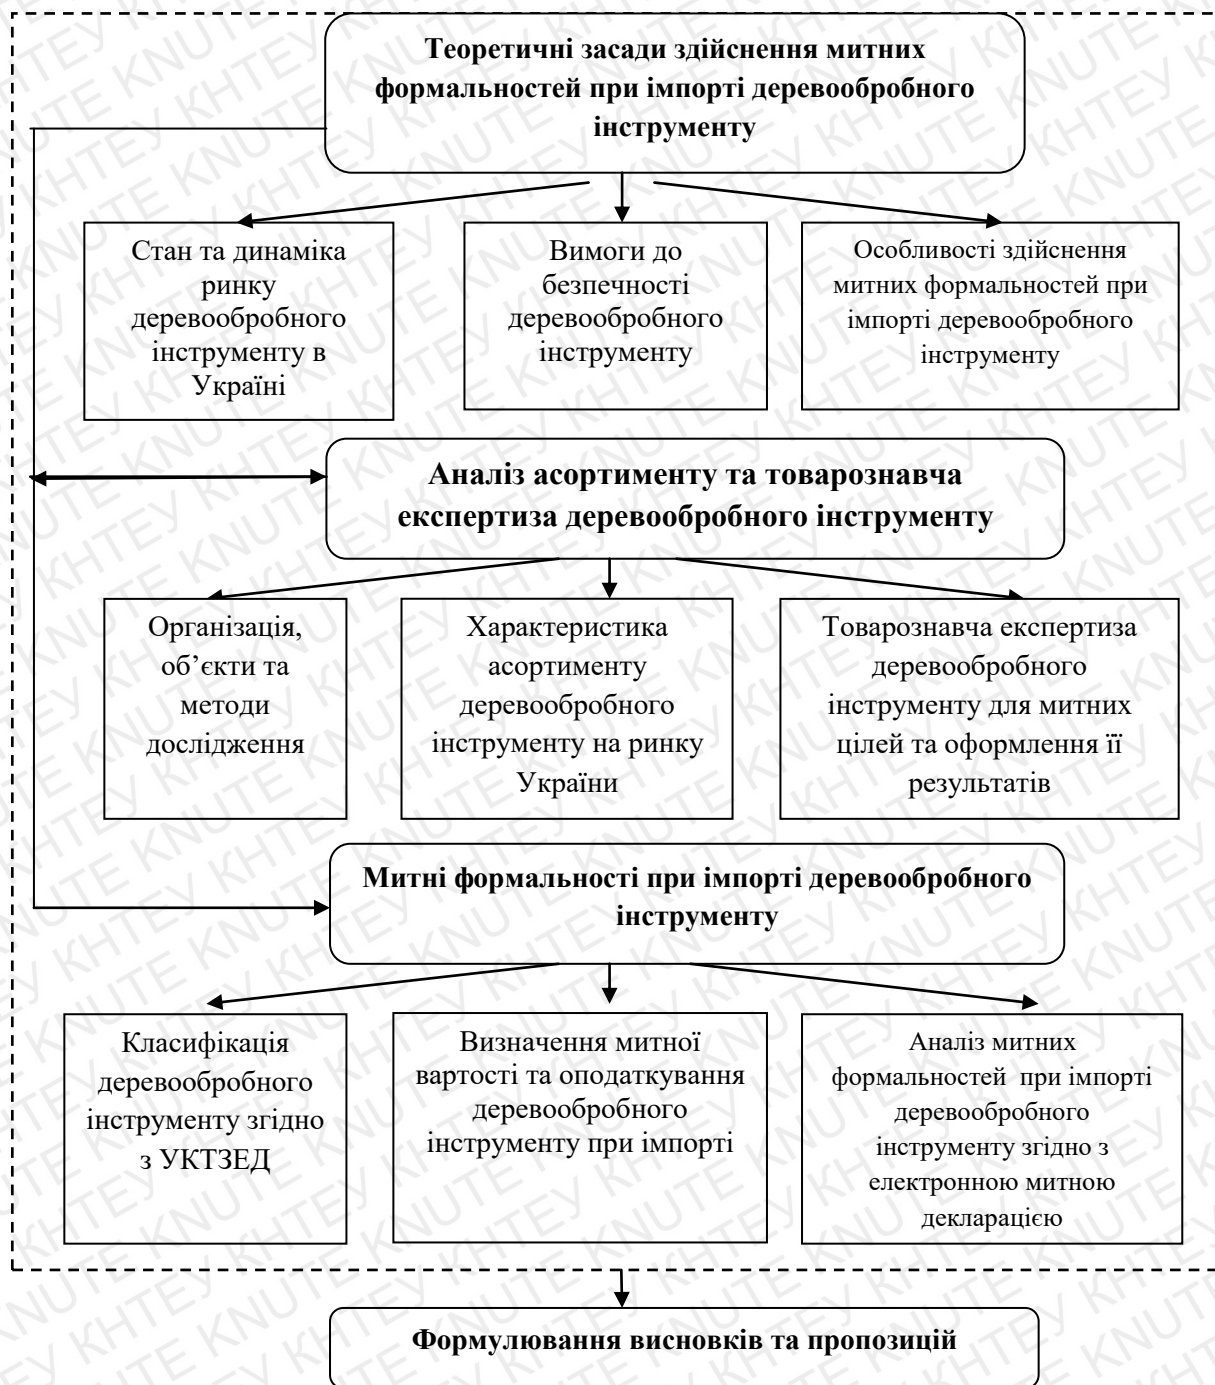 Теоретичні засади здійснення митних
формальностей при імпорті деревообробного
інструменту
Стан та динаміка
ринку
деревообробного
інструменту в
Україні
Вимоги до
безпечності
деревообробного
інструменту
Особливості здійснення
митних формальностей при
імпорті деревообробного
інструменту
Аналіз асортименту та товарознавча
експертиза деревообробного інструменту
Організація,
об’єкти та
методи
дослідження
Характеристика
асортименту
деревообробного
інструменту на ринку
України
Товарознавча експертиза
деревообробного
інструменту для митних
цілей та оформлення її
результатів
Митні формальності при імпорті деревообробного
інструменту
Класифікація
деревообробного
інструменту згідно
з УКТЗЕД
Визначення митної
вартості та оподаткування
деревообробного
інструменту при імпорті
Аналіз митних
формальностей при імпорті
деревообробного
інструменту згідно з
електронною митною
декларацією
Формулювання висновків та пропозицій